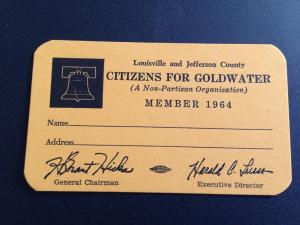 Louisville and Jefferson County
CITIZENS FOR GOLDWATER
(A Non-Partisan Organization)
MEMBER 1964
Name
Address
General Chairman
Executive Director